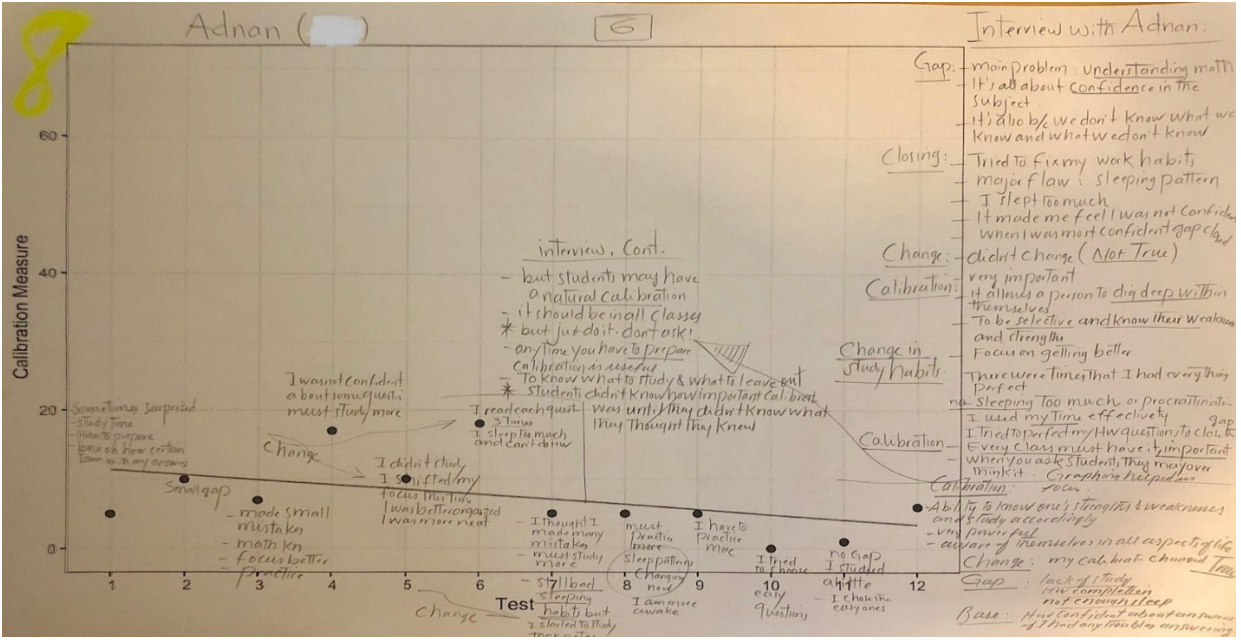 8
Adnan (
)
6
Interview with Adnan:
Gap: - main problem: understanding math
- It's all about confidence in the
subject
- It's also b/c we don't know what we
know and what we don't know
Closing: - Tried to fix my work habits
- major flaw: sleeping pattern
- I slept too much
- It made me feel I was not confident
- when I was most confident gap closed
Change: - didn't change (Not True)
Calibration: - very important
- It allows a person to dig deep within
themselves
- To be selective and know their weakness
and strengths
- Focus on getting better
Change in
study habits:
There were times that I had everything
perfect
no sleeping too much or procrastinating
I used my time effectively
gap
I tried to perfect my HW questions to close the
Calibration - Every class must have it, important
- when you ask students, they may over
think it. Graphing helped us
focus
Calibration:
- Ability to know one's strengths & weaknesses
and study accordingly
- very powerful
- aware of themselves in all aspects of life
Change: my calibrat changed True
Gap: lack of study
HW completion
not enough sleep
Base: How confident about answers
if I had any troubles answering
interview, Cont.
- but students may have
a natural calibration
- it should be in all classes
* but just do it. don't ask!
- any time you have to prepare
calibration is useful
- To know what to study & what to leave out
* students didn't know how important calibrat
was until they didn't know what
they thought they knew
Calibration Measure
60
40
20
0
Sometimes surprised
- study time
- How to prepare
- base on how certain
I am with my answers
Small gap
- made small
mistakes
- math kn
- focus better
- practice
I was not confident
about some questi
must study more
Change
I didn't study
I shifted my
focus this time
I was better organized
I was more neat
I read each quest
3 times
I sleep too much
and can't allow
- I thought I
made many
mistakes
- must study
more
- still bad
sleeping
habits but
I started to study
Change
must
practice
more
sleep pattern
changing
now
I am more
awake
I have to
practice
more
I tried
to choose
easy
questions
no Gap
I studied
a little
- I chose the
easy ones
1 2 3 4 5 6 7 8 9 10 11 12
Test